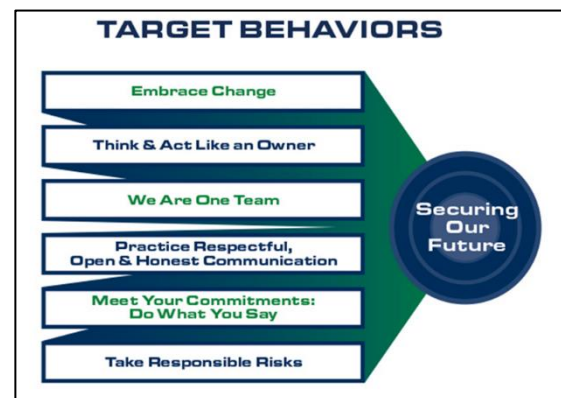 TARGET BEHAVIORS
Embrace Change
Think & Act Like an Owner
We Are One Team
Practice Respectful,
Open & Honest Communication
Meet Your Commitments:
Do What You Say
Take Responsible Risks
Securing
Our
Future